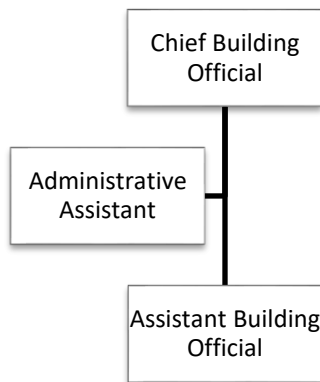 Chief Building
Official
Administrative
Assistant
Assistant Building
Official